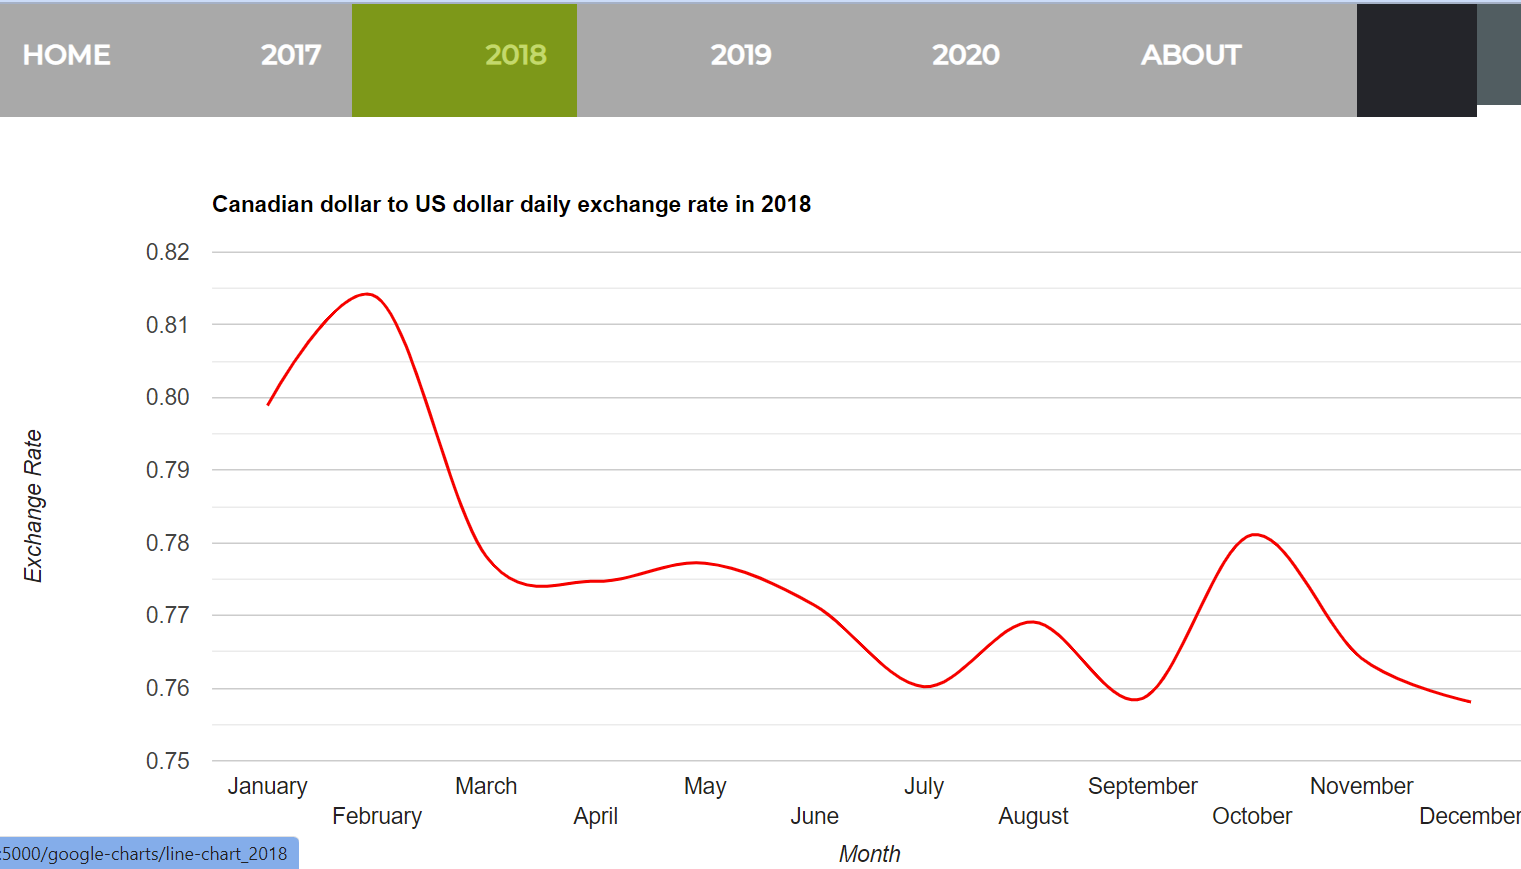 HOME 2017 2018 2019 2020 ABOUT
Canadian dollar to US dollar daily exchange rate in 2018
0.82
0.81
0.80
0.79
0.78
0.77
0.76
0.75
Exchange Rate
January March May July September November
February April June August October December
Month
:5000/google-charts/line-chart_2018